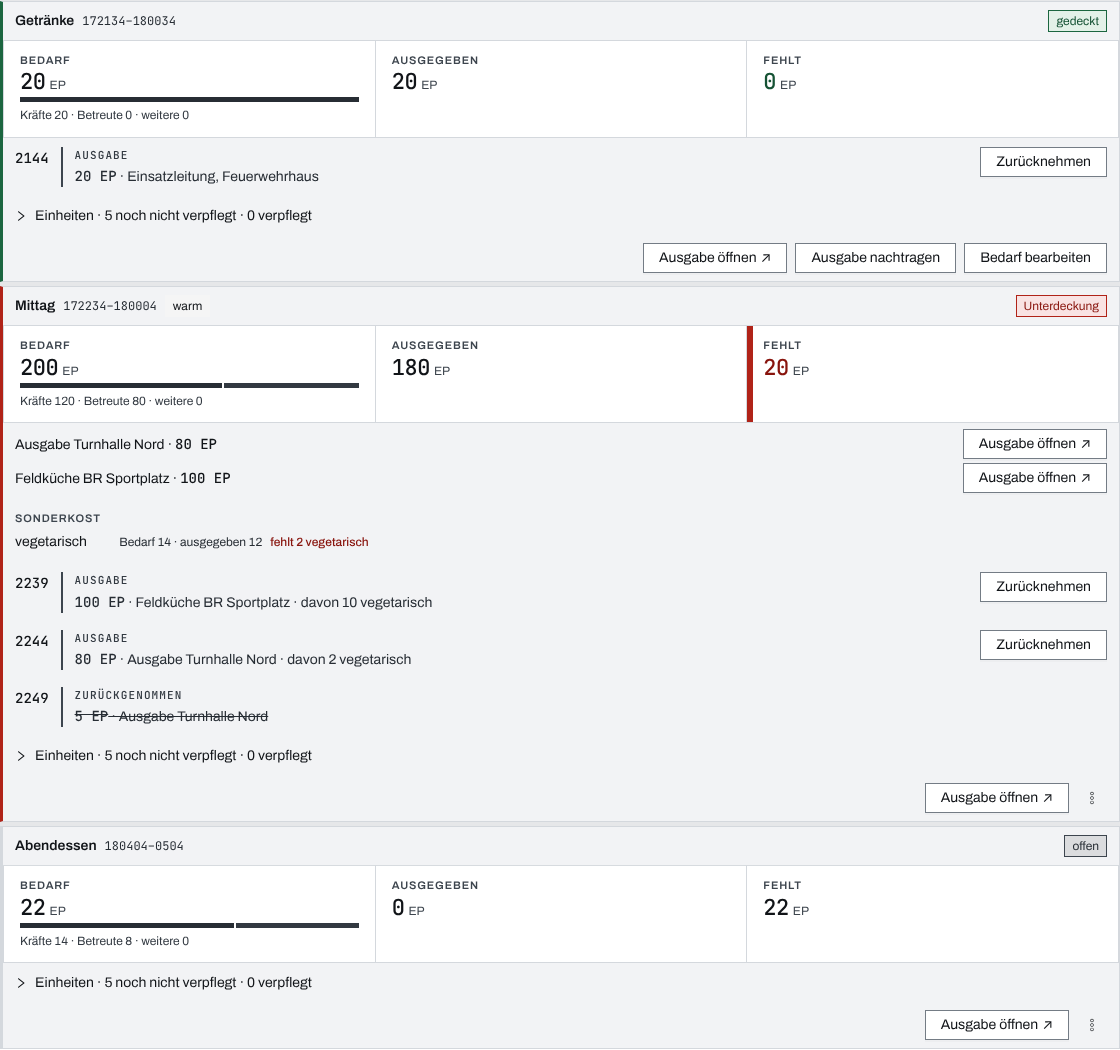 Getränke 172134–180034 gedeckt
BEDARF AUSGEGEBEN FEHLT
20 EP 20 EP 0 EP
Kräfte 20 · Betreute 0 · weitere 0
2144 AUSGABE Zurücknehmen
20 EP · Einsatzleitung, Feuerwehrhaus
Einheiten · 5 noch nicht verpflegt · 0 verpflegt
Ausgabe öffnen ↗ Ausgabe nachtragen Bedarf bearbeiten
Mittag 172234–180004 warm Unterdeckung
BEDARF AUSGEGEBEN FEHLT
200 EP 180 EP 20 EP
Kräfte 120 · Betreute 80 · weitere 0
Ausgabe Turnhalle Nord · 80 EP Ausgabe öffnen ↗
Feldküche BR Sportplatz · 100 EP Ausgabe öffnen ↗
SONDERKOST
vegetarisch Bedarf 14 · ausgegeben 12 fehlt 2 vegetarisch
2239 AUSGABE Zurücknehmen
100 EP · Feldküche BR Sportplatz · davon 10 vegetarisch
2244 AUSGABE Zurücknehmen
80 EP · Ausgabe Turnhalle Nord · davon 2 vegetarisch
2249 ZURÜCKGENOMMEN
5 EP · Ausgabe Turnhalle Nord
Einheiten · 5 noch nicht verpflegt · 0 verpflegt
Ausgabe öffnen ↗
Abendessen 180404–0504 offen
BEDARF AUSGEGEBEN FEHLT
22 EP 0 EP 22 EP
Kräfte 14 · Betreute 8 · weitere 0
Einheiten · 5 noch nicht verpflegt · 0 verpflegt
Ausgabe öffnen ↗